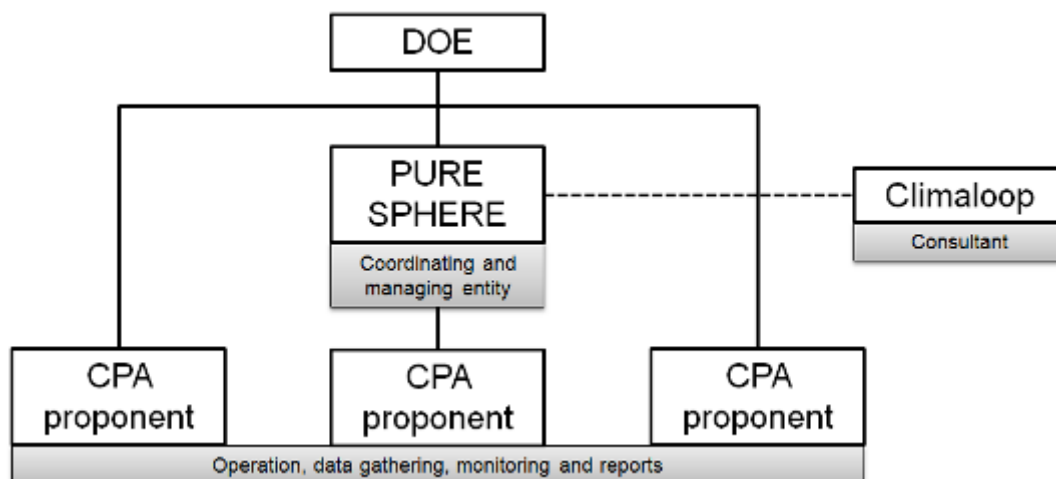 DOE
PURE
SPHERE
Coordinating and
managing entity
Climaloop
Consultant
CPA
proponent
CPA
proponent
CPA
proponent
Operation, data gathering, monitoring and reports